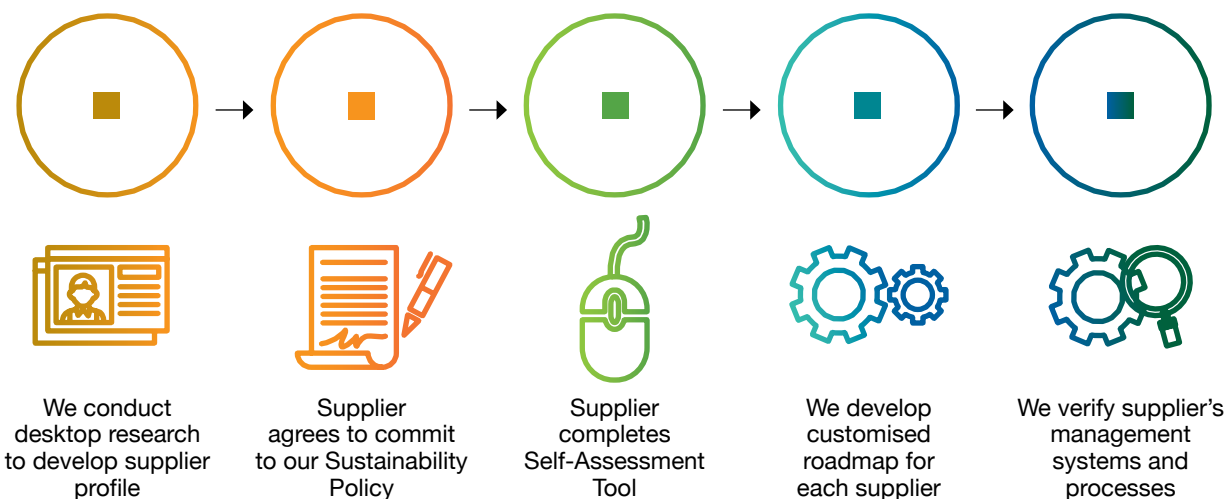 We conduct
desktop research
to develop supplier
profile
Supplier
agrees to commit
to our Sustainability
Policy
Supplier
completes
Self-Assessment
Tool
We develop
customised
roadmap for
each supplier
We verify supplier’s
management
systems and
processes